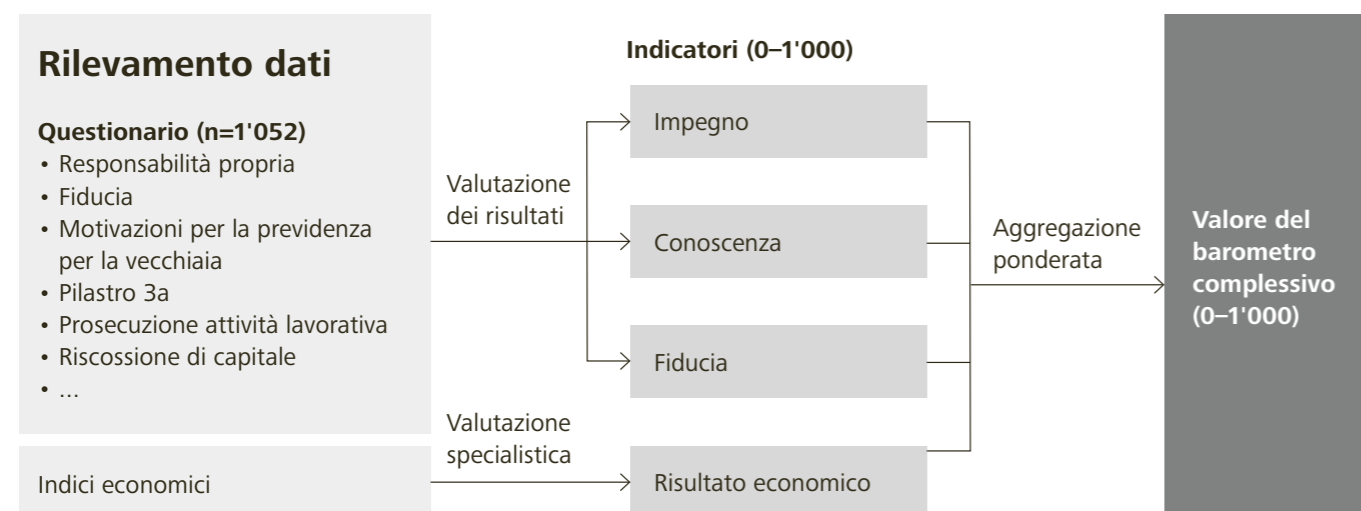 Rilevamento dati
Questionario (n=1'052)
• Responsabilità propria
• Fiducia
• Motivazioni per la previdenza
per la vecchiaia
• Pilastro 3a
• Prosecuzione attività lavorativa
• Riscossione di capitale
• ...
Indici economici
Valutazione
dei risultati
Valutazione
specialistica
Indicatori (0–1'000)
Impegno
Conoscenza
Fiducia
Risultato economico
Aggregazione
ponderata
Valore del
barometro
complessivo
(0–1'000)